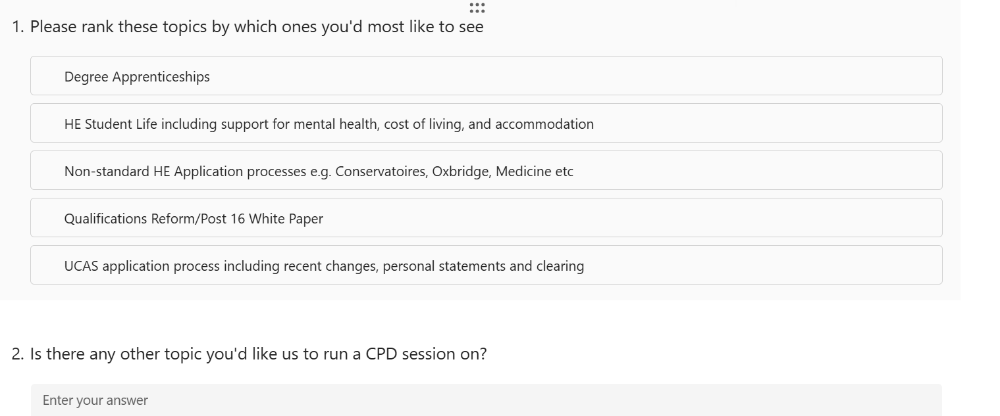 1. Please rank these topics by which ones you'd most like to see
Degree Apprenticeships
HE Student Life including support for mental health, cost of living, and accommodation
Non-standard HE Application processes e.g. Conservatoires, Oxbridge, Medicine etc
Qualifications Reform/Post 16 White Paper
UCAS application process including recent changes, personal statements and clearing
2. Is there any other topic you'd like us to run a CPD session on?
Enter your answer